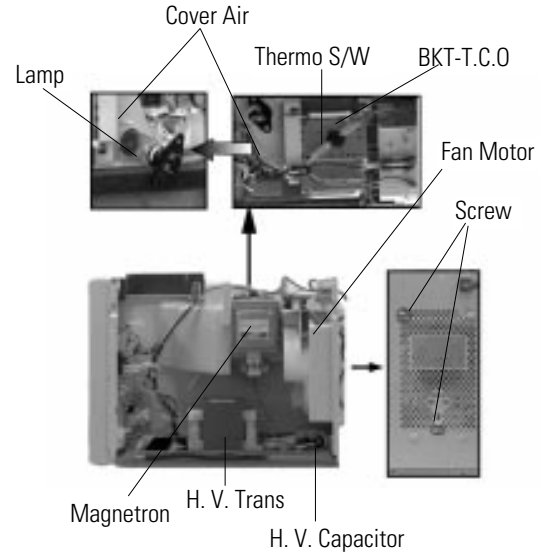 Cover Air
Thermo S/W
BKT-T.C.O
Lamp
Fan Motor
Screw
Magnetron
H. V. Trans
H. V. Capacitor